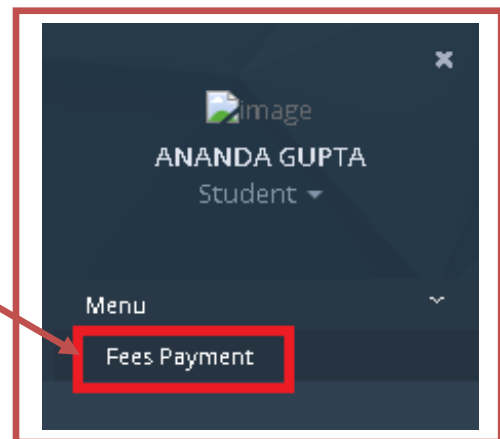 image
ANANDA GUPTA
Student
Menu
Fees Payment